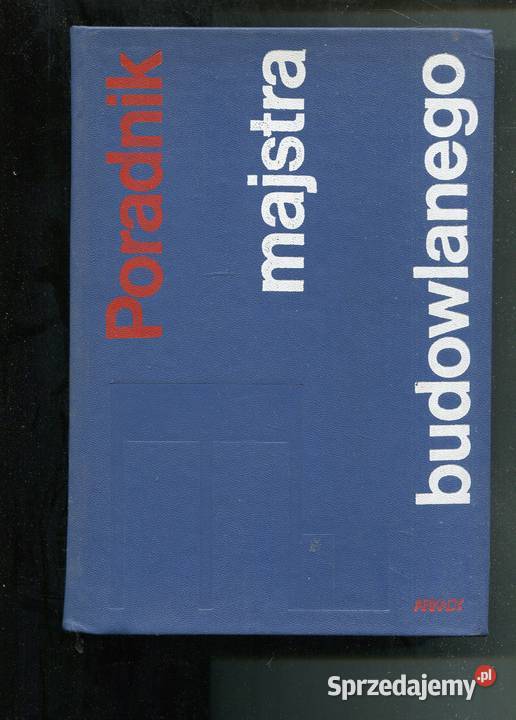 Poradnik
majstra
budowlanego
ARKADY
Sprzedajemy.pl